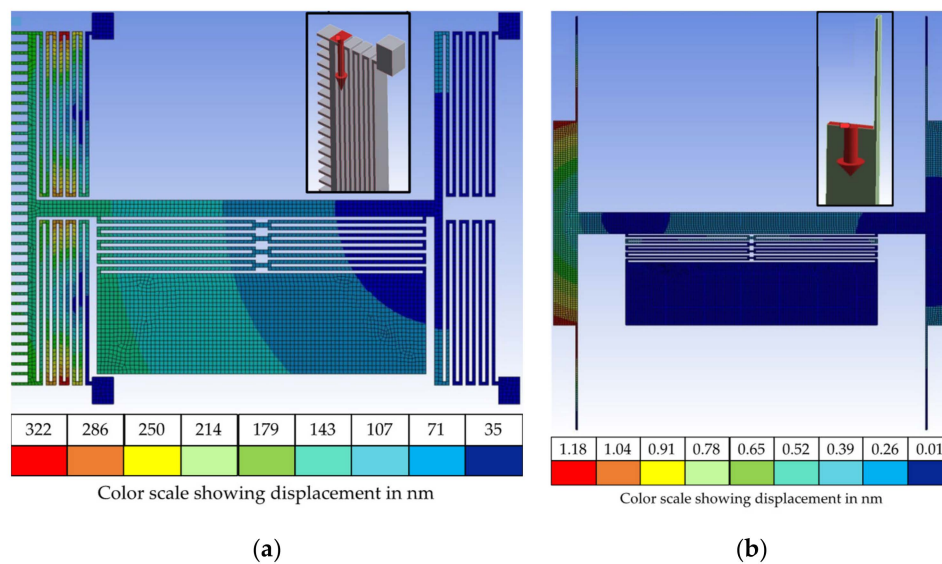 322 286 250 214 179 143 107 71 35
Color scale showing displacement in nm
(a)
1.18 1.04 0.91 0.78 0.65 0.52 0.39 0.26 0.01
Color scale showing displacement in nm
(b)